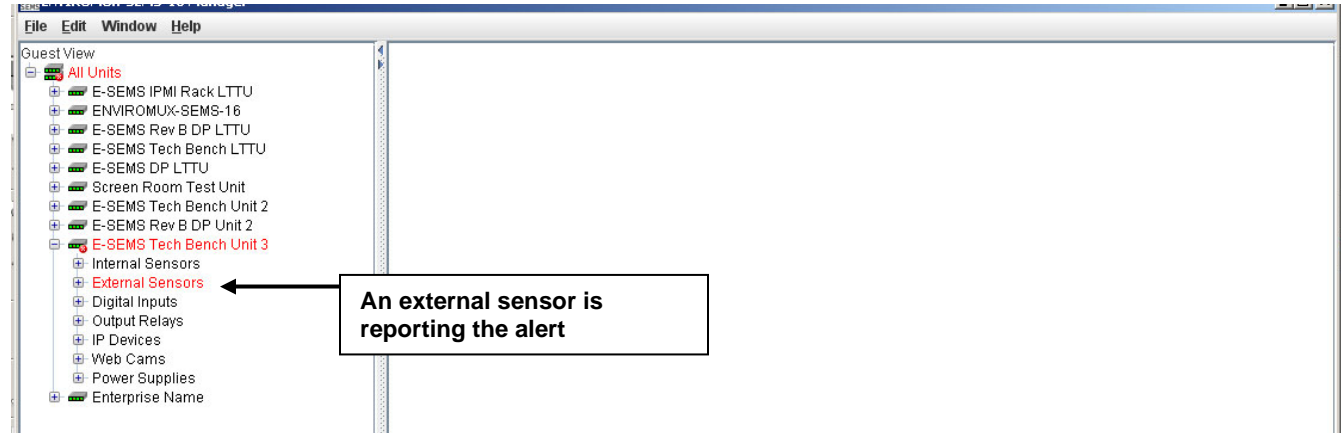 File Edit Window Help
Guest View
All Units
E-SEMS IPMI Rack LTTU
ENVIROMUX-SEMS-16
E-SEMS Rev B DP LTTU
E-SEMS Tech Bench LTTU
E-SEMS DP LTTU
Screen Room Test Unit
E-SEMS Tech Bench Unit 2
E-SEMS Rev B DP Unit 2
E-SEMS Tech Bench Unit 3
Internal Sensors
External Sensors
Digital Inputs
Output Relays
IP Devices
Web Cams
Power Supplies
Enterprise Name
An external sensor is
reporting the alert